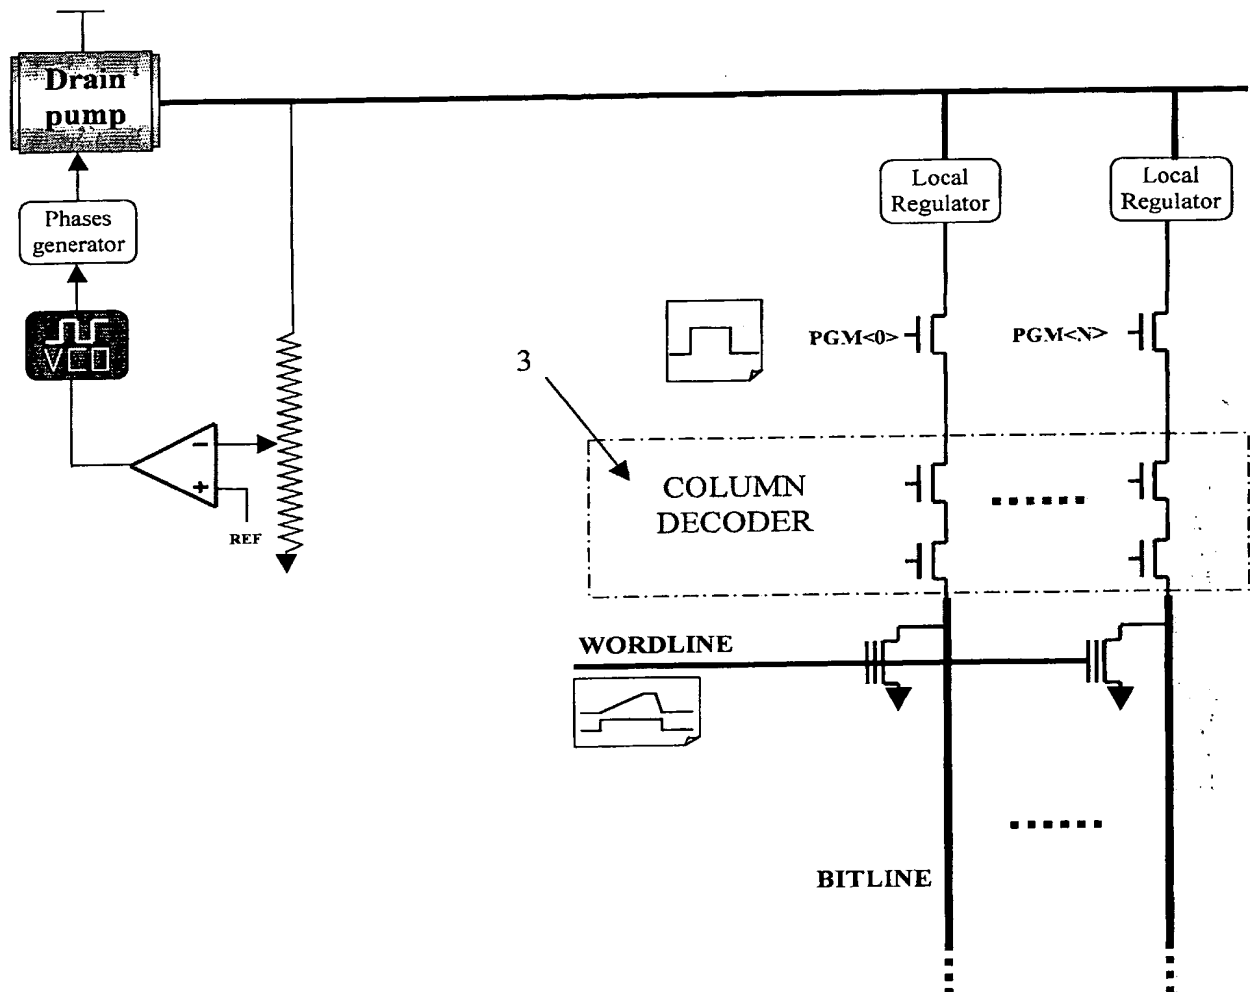 Drain
pump
Local
Regulator
Local
Regulator
Phases
generator
VCO
PGM<0>
PGM<N>
3
COLUMN
DECODER
REF
WORDLINE
BITLINE